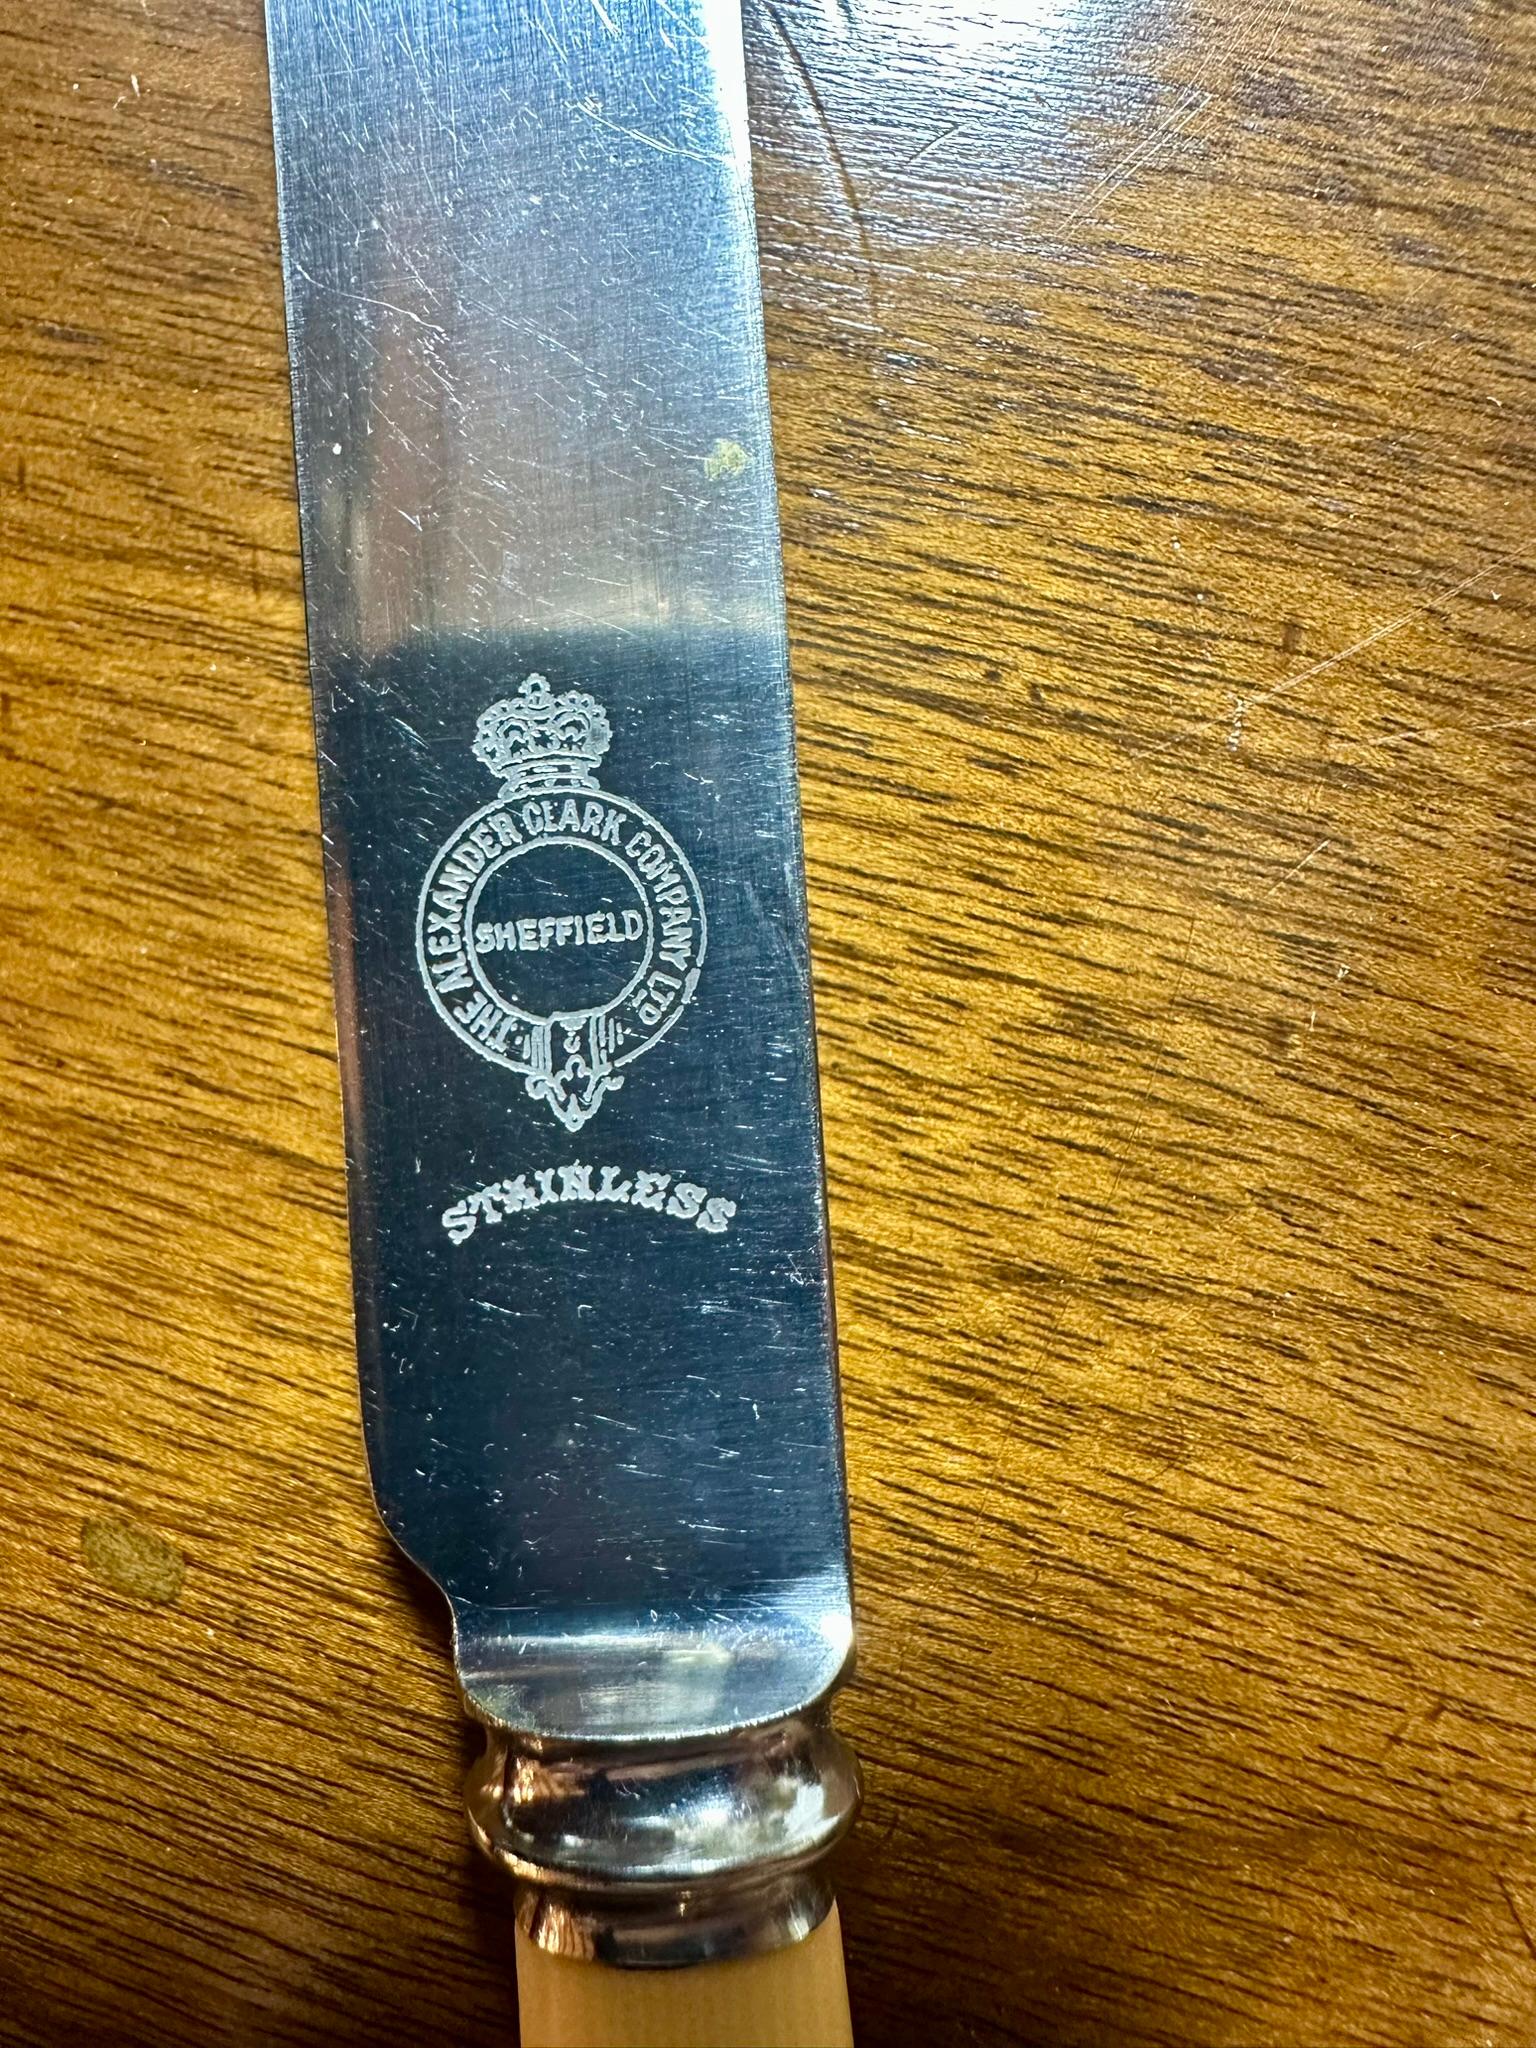 THE ALEXANDER CLARK COMPANY LTD
SHEFFIELD
STAINLESS